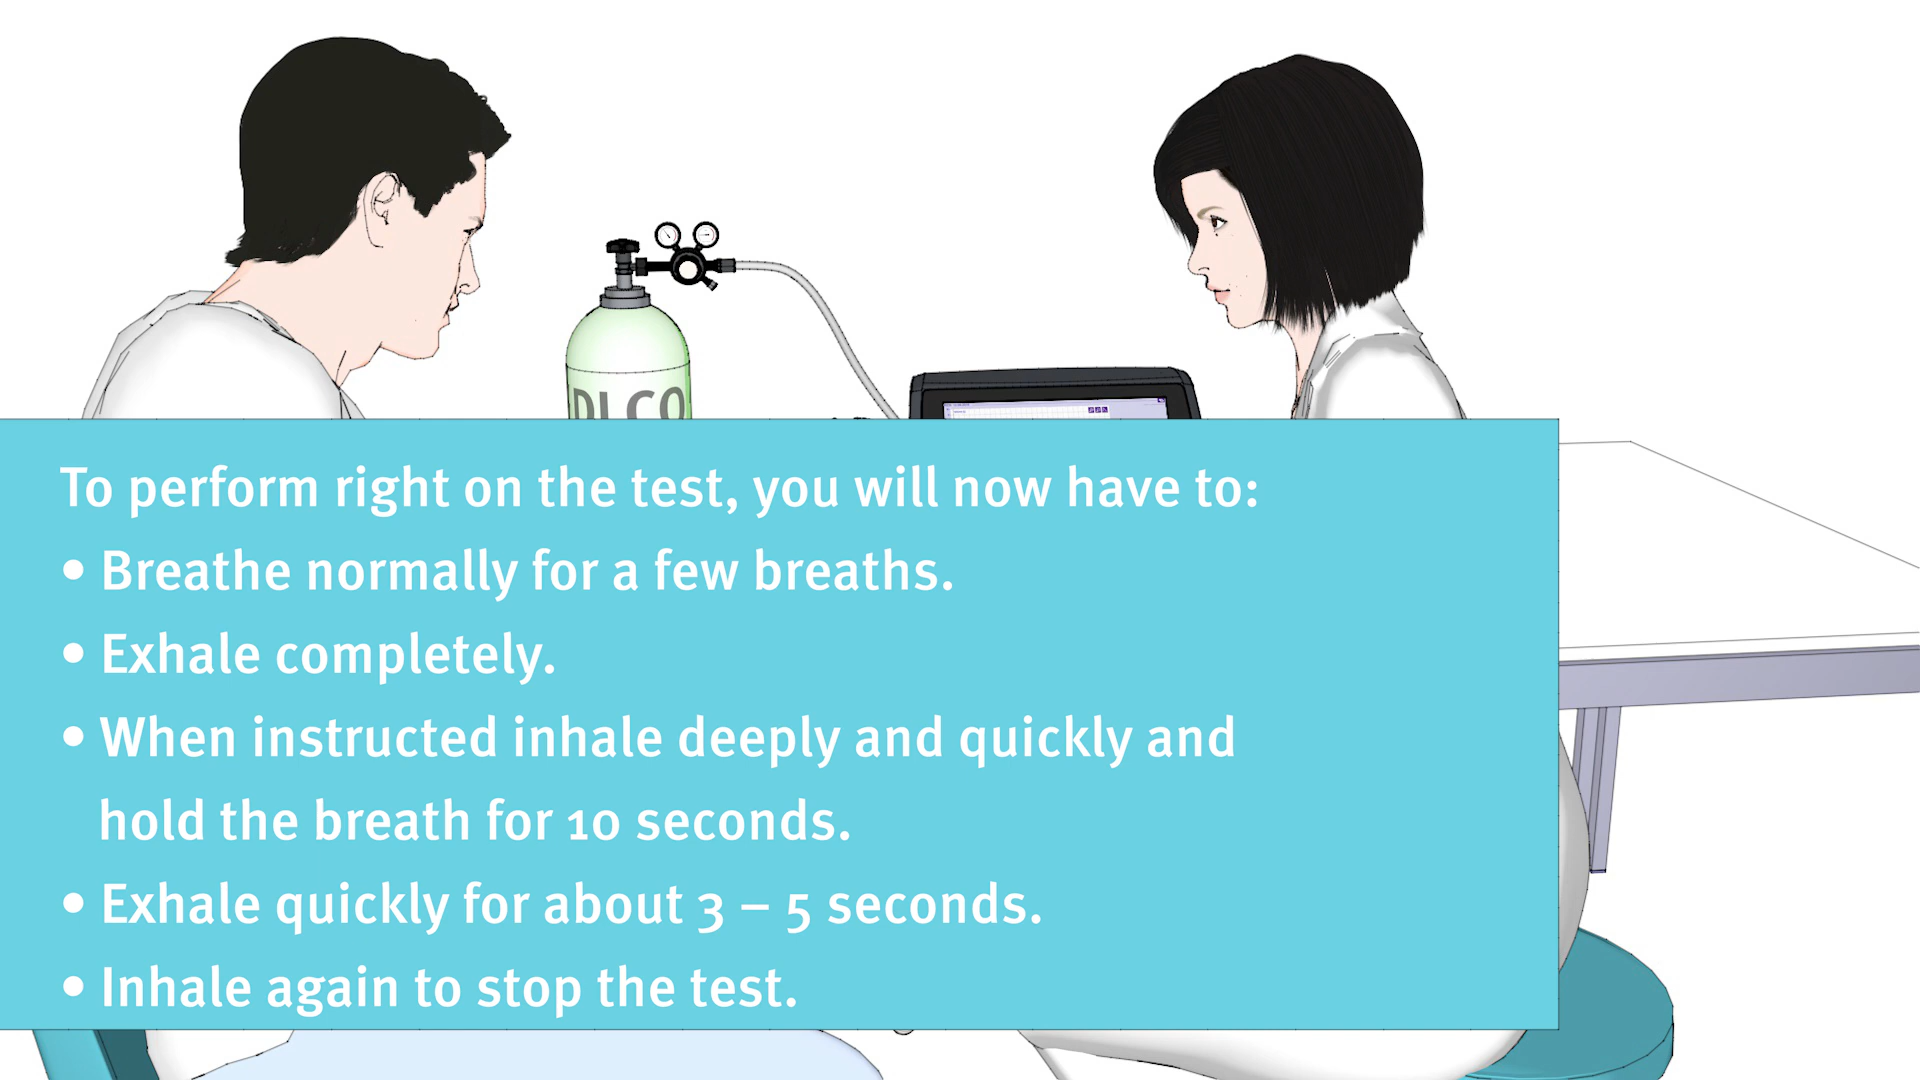 DLCO
To perform right on the test, you will now have to:
• Breathe normally for a few breaths.
• Exhale completely.
• When instructed inhale deeply and quickly and
hold the breath for 10 seconds.
• Exhale quickly for about 3 – 5 seconds.
• Inhale again to stop the test.